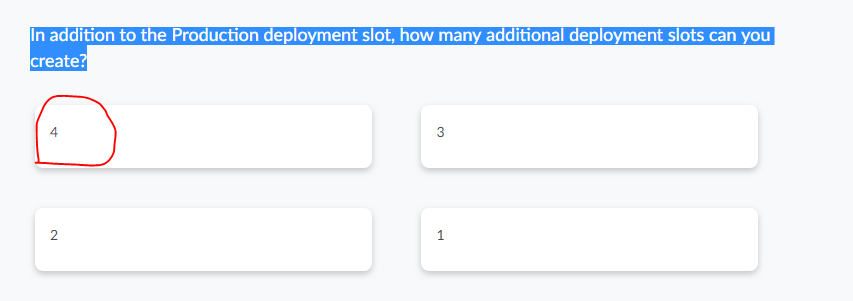 In addition to the Production deployment slot, how many additional deployment slots can you
create?
4
3
2
1